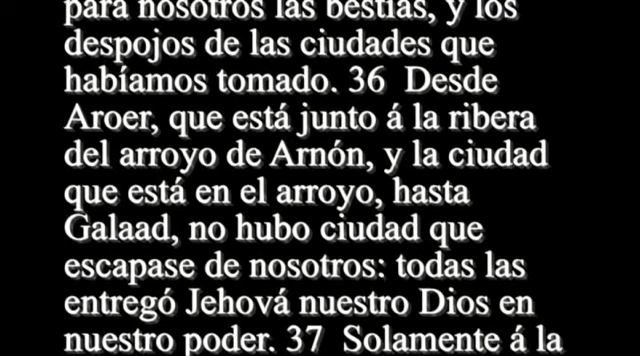 para nosotros las bestias, y los
despojos de las ciudades que
habíamos tomado. 36 Desde
Aroer, que está junto á la ribera
del arroyo de Arnón, y la ciudad
que está en el arroyo, hasta
Galaad, no hubo ciudad que
escapase de nosotros: todas las
entregó Jehová nuestro Dios en
nuestro poder. 37 Solamente á la